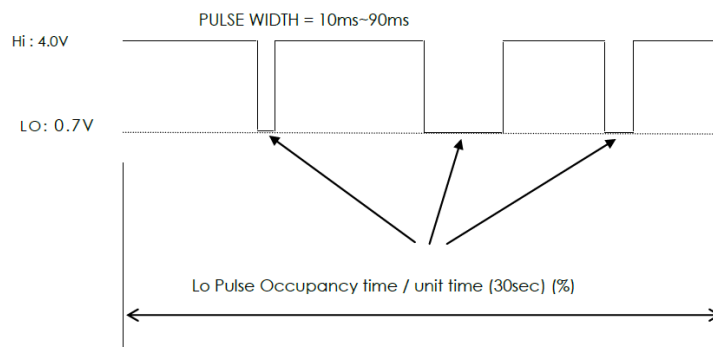 PULSE WIDTH = 10ms~90ms
Hi : 4.0V
LO: 0.7V
Lo Pulse Occupancy time / unit time (30sec) (%)